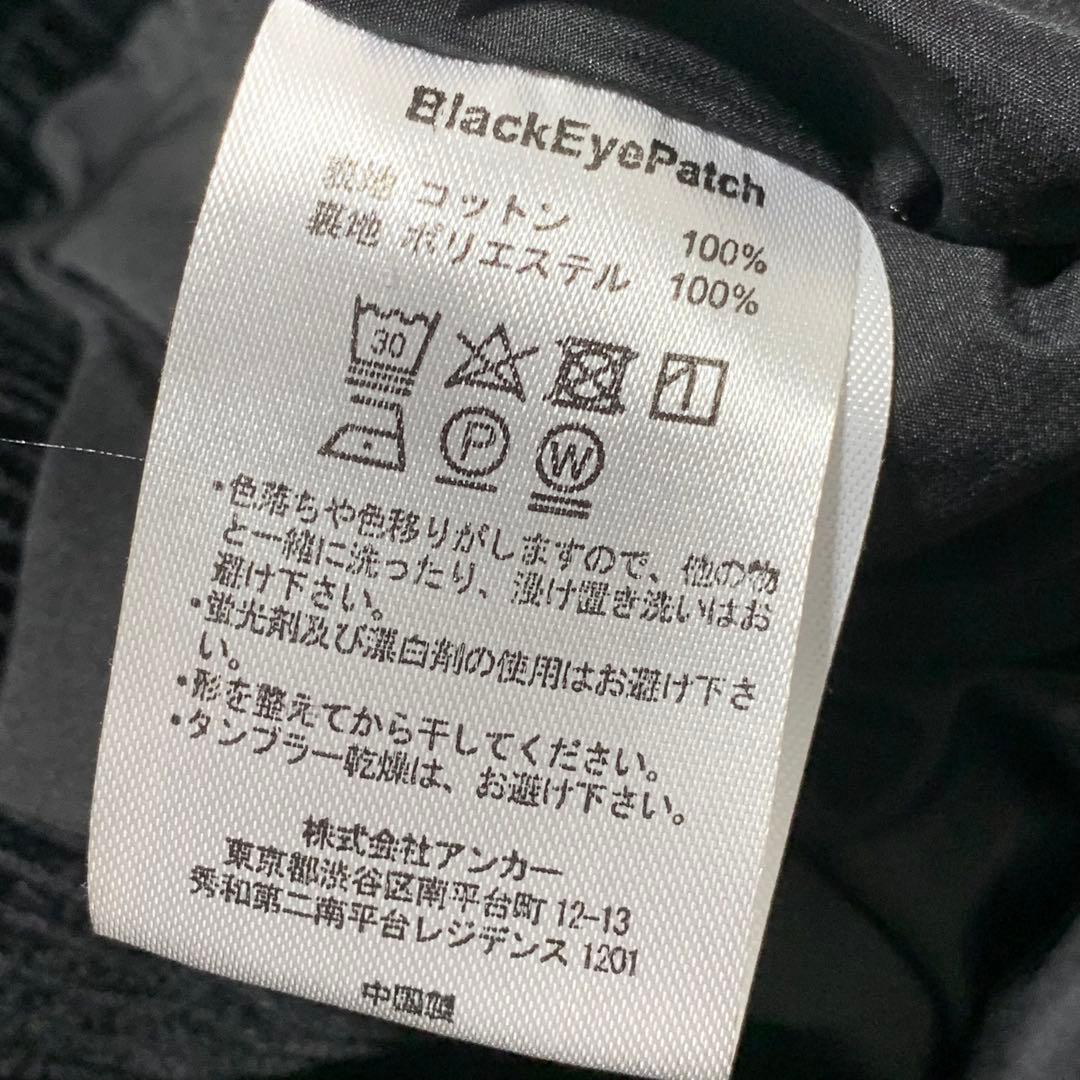 BlackEyePatch
表地 コットン 100%
裏地 ポリエステル 100%
30
P
W
・色落ちや色移りがしますので、他の物
と一緒に洗ったり、浸け置き洗いはお
避け下さい。
・蛍光剤及び漂白剤の使用はお避け下さ
い。
・形を整えてから干してください。
・タンブラー乾燥は、お避け下さい。
株式会社アンカー
東京都渋谷区南平台町 12-13
秀和第二南平台レジデンス 1201
中国製